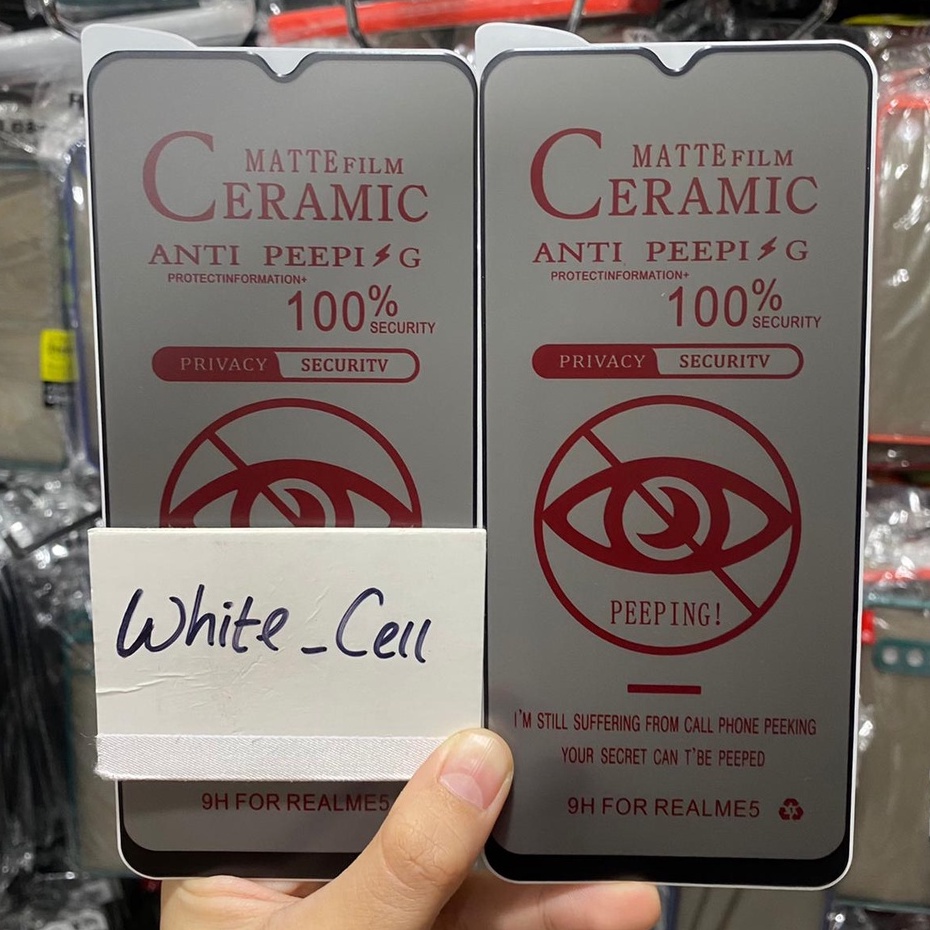 MATTE FILM
CERAMIC
ANTI PEEPI G
PROTECTINFORMATION+
100%
SECURITY
PRIVACY SECURITV
White_Cell
9H FOR REALME5
MATTE FILM
CERAMIC
ANTI PEEPI G
PROTECTINFORMATION+
100%
SECURITY
PRIVACY SECURITV
PEEPING!
I'M STILL SUFFERING FROM CALL PHONE PEEKING
YOUR SECRET CAN T'BE PEEPED
9H FOR REALME5